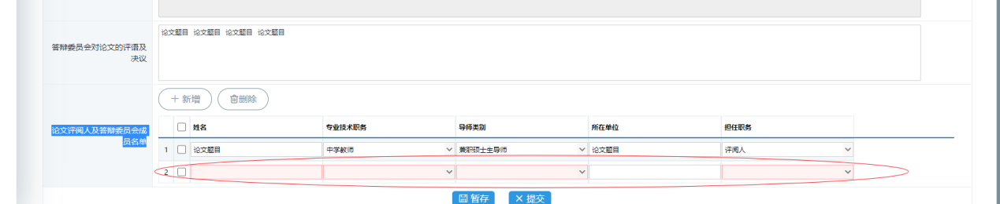 论文题目 论文题目 论文题目 论文题目
答辩委员会对论文的评语及
决议
新增 删除
论文评阅人及答辩委员会成
员名单
姓名 专业技术职务 导师类别 所在单位 担任职务
1 论文题目 中学教师 兼职硕士生导师 论文题目 评阅人
2
暂存 提交